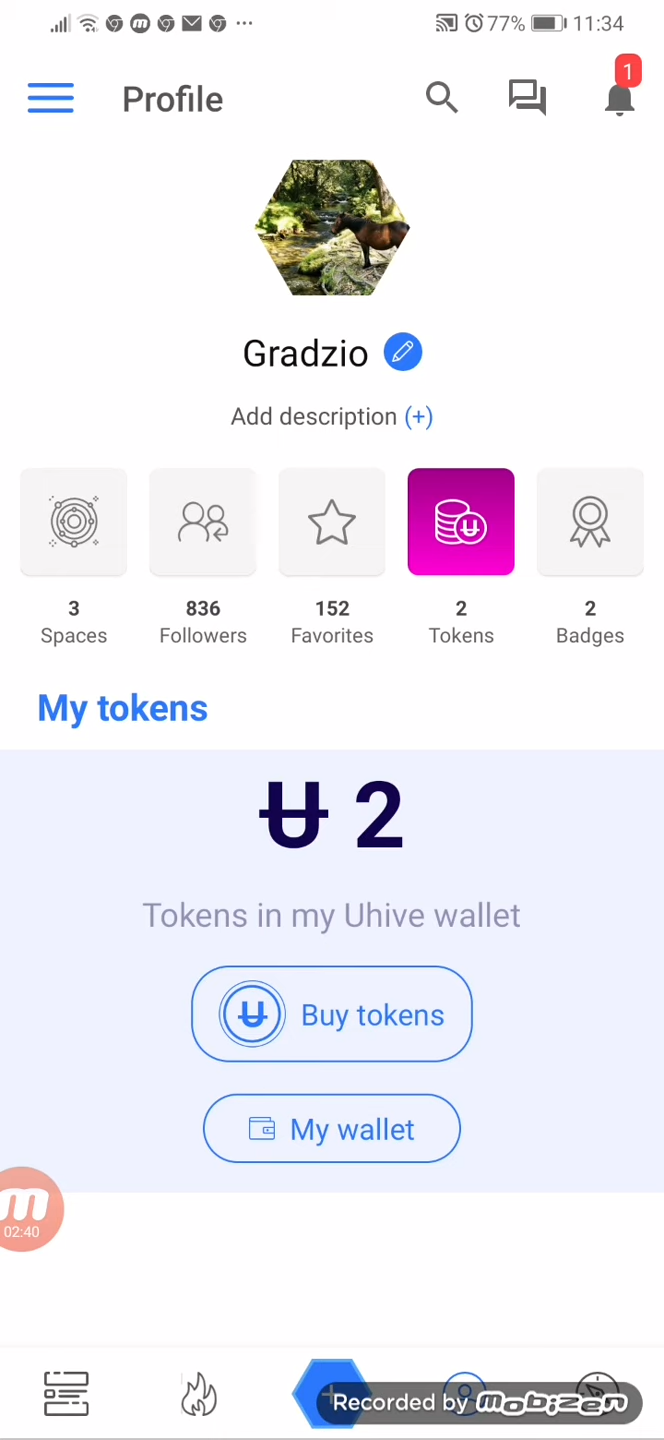 77% 11:34
Profile
1
Gradzio
Add description (+)
3 836 152 2 2
Spaces Followers Favorites Tokens Badges
My tokens
Ʉ 2
Tokens in my Uhive wallet
Ʉ Buy tokens
My wallet
m
02:40
Recorded by mobizen